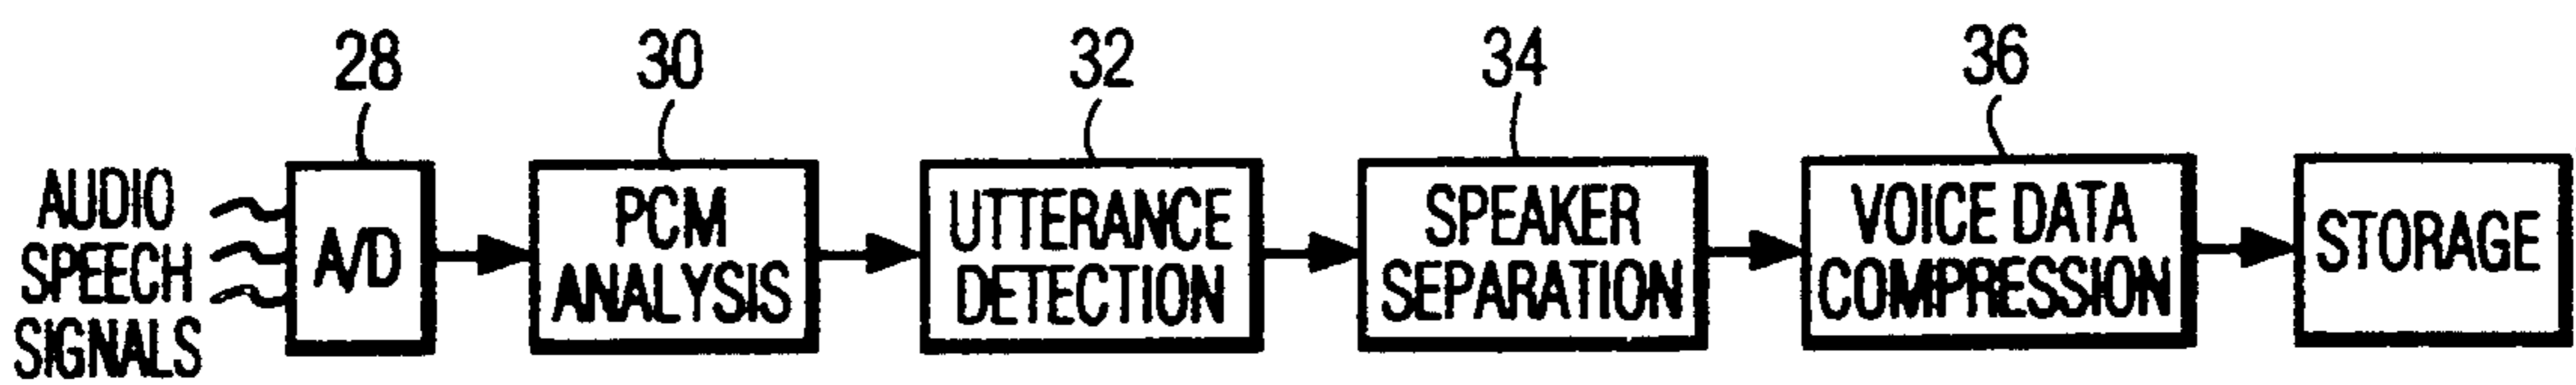 28
30
32
34
36
AUDIO
SPEECH
SIGNALS
A/D
PCM
ANALYSIS
UTTERANCE
DETECTION
SPEAKER
SEPARATION
VOICE DATA
COMPRESSION
STORAGE